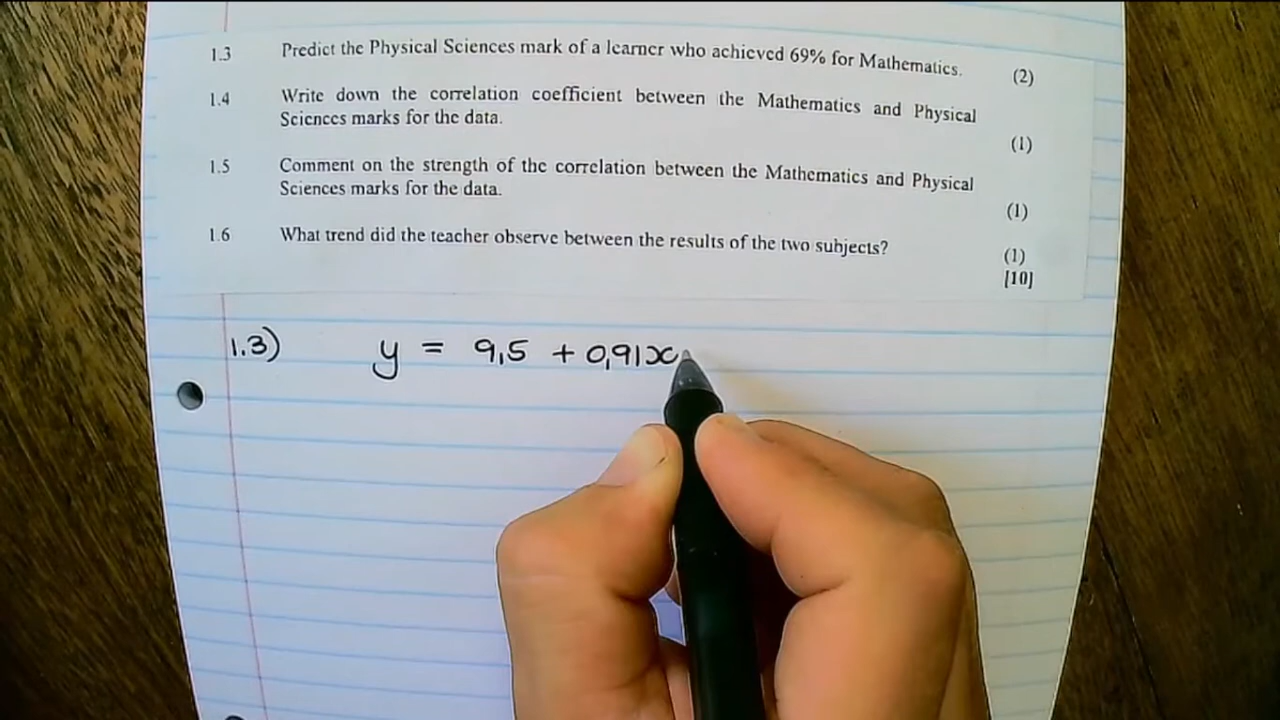 1.3 Predict the Physical Sciences mark of a learner who achieved 69% for Mathematics. (2)
1.4 Write down the correlation coefficient between the Mathematics and Physical
Sciences marks for the data. (1)
1.5 Comment on the strength of the correlation between the Mathematics and Physical
Sciences marks for the data. (1)
1.6 What trend did the teacher observe between the results of the two subjects? (1)
[10]
1.3) y = 9,5 + 0,91x